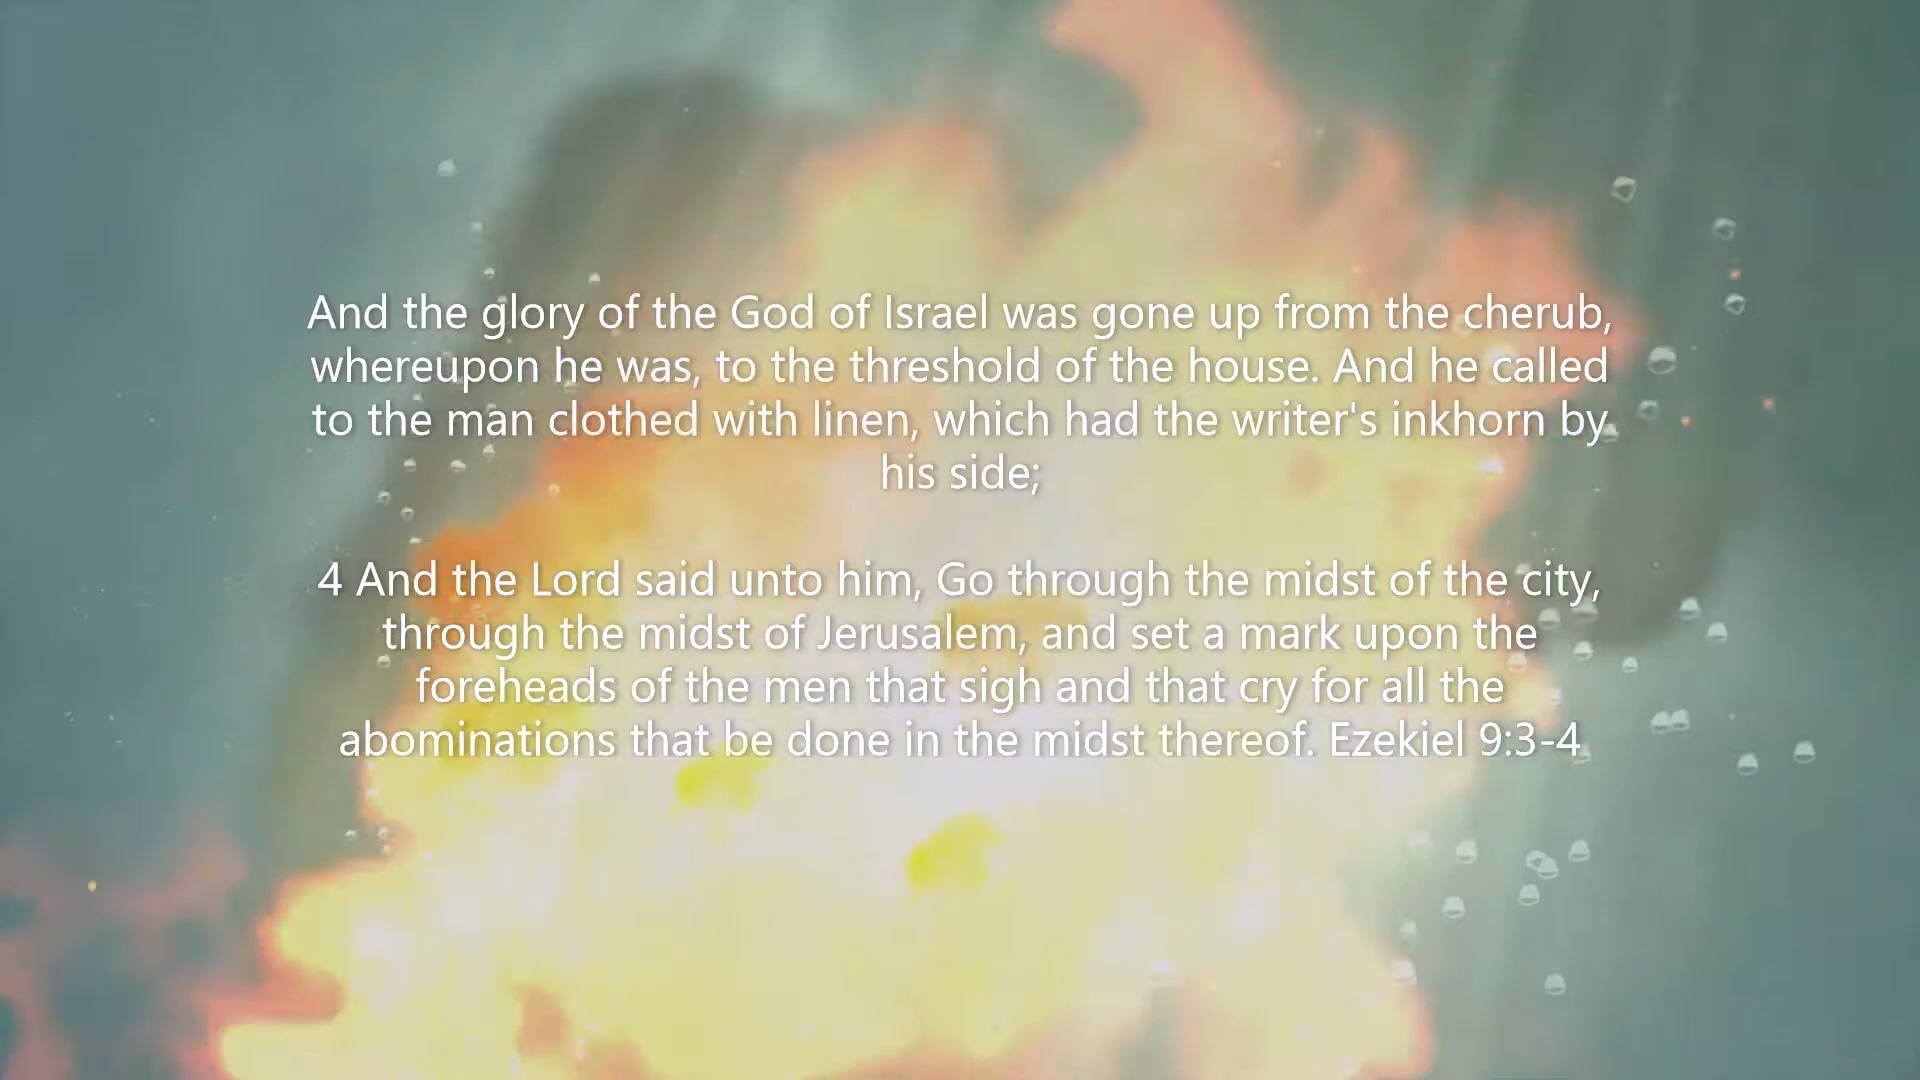 And the glory of the God of Israel was gone up from the cherub,
whereupon he was, to the threshold of the house. And he called
to the man clothed with linen, which had the writer's inkhorn by
his side;
4 And the Lord said unto him, Go through the midst of the city,
through the midst of Jerusalem, and set a mark upon the
foreheads of the men that sigh and that cry for all the
abominations that be done in the midst thereof. Ezekiel 9:3-4